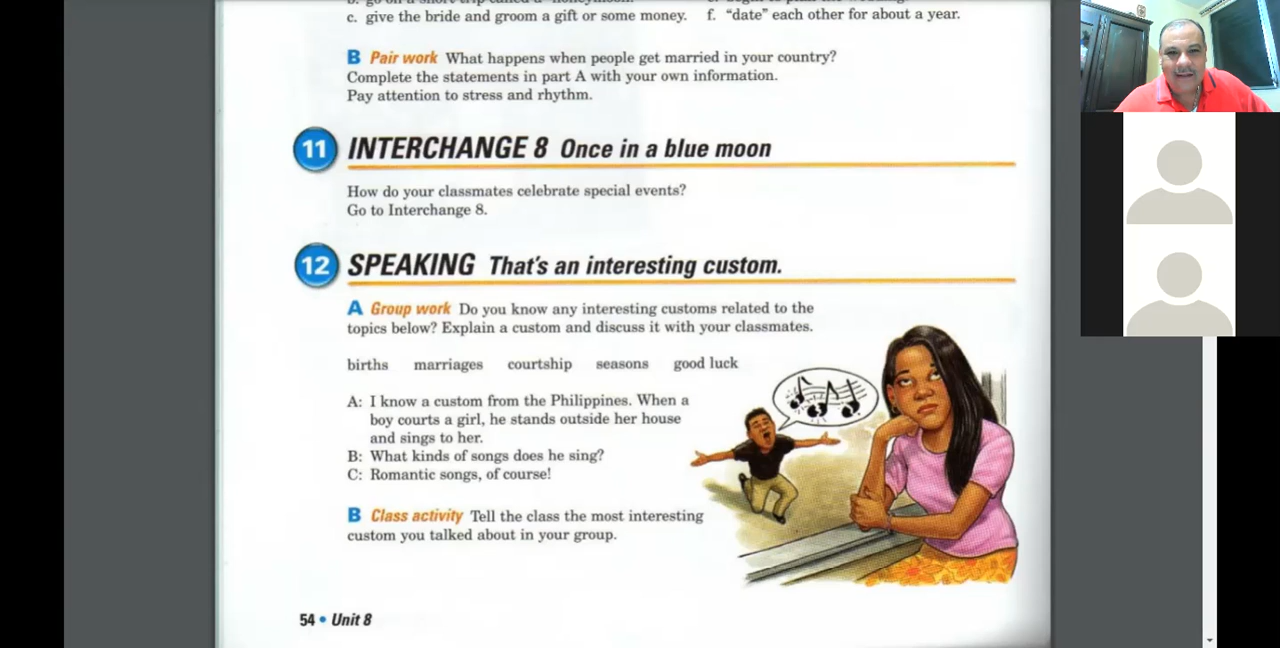 c. give the bride and groom a gift or some money.
f. "date" each other for about a year.
B Pair work What happens when people get married in your country?
Complete the statements in part A with your own information.
Pay attention to stress and rhythm.
11 INTERCHANGE 8 Once in a blue moon
How do your classmates celebrate special events?
Go to Interchange 8.
12 SPEAKING That's an interesting custom.
A Group work Do you know any interesting customs related to the
topics below? Explain a custom and discuss it with your classmates.
births marriages courtship seasons good luck
A: I know a custom from the Philippines. When a
boy courts a girl, he stands outside her house
and sings to her.
B: What kinds of songs does he sing?
C: Romantic songs, of course!
B Class activity Tell the class the most interesting
custom you talked about in your group.
54 • Unit 8